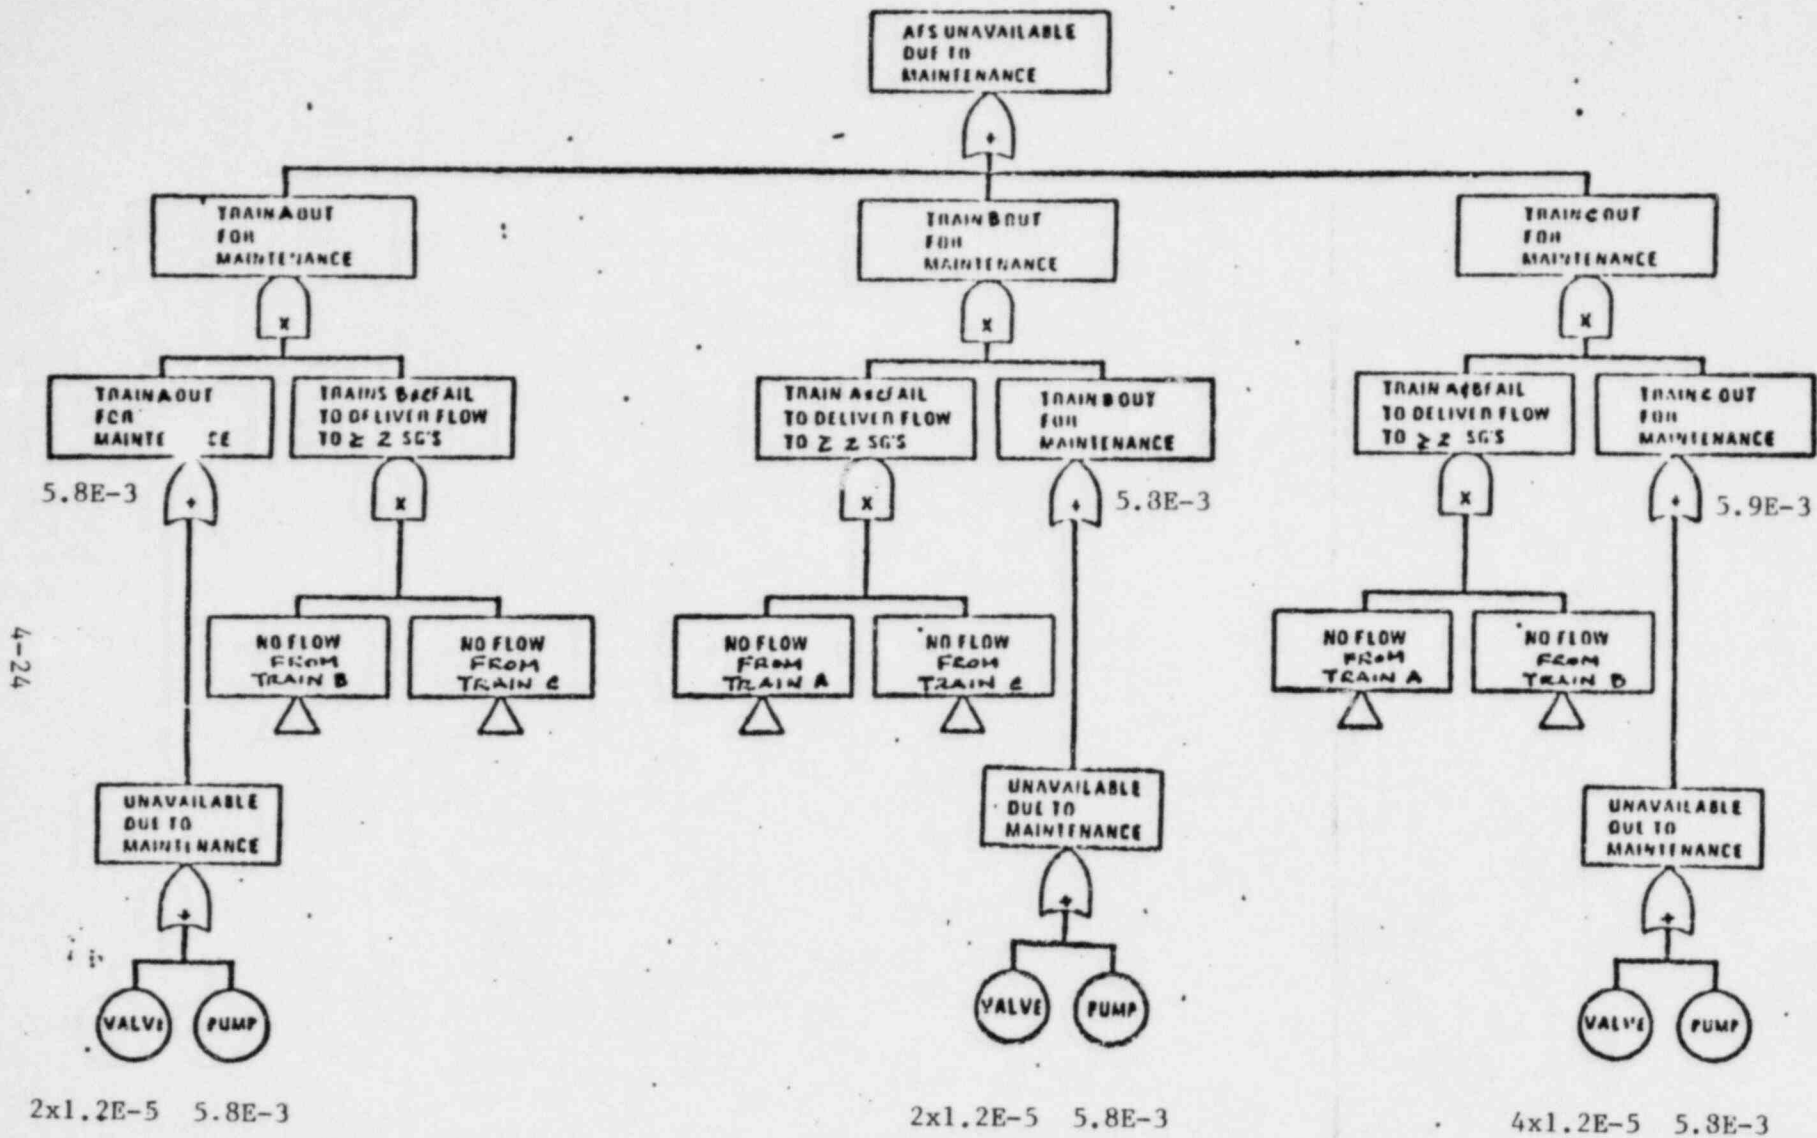 AFS UNAVAILABLE
DUE TO
MAINTENANCE
TRAIN A OUT
FOR
MAINTENANCE
TRAIN B OUT
FOR
MAINTENANCE
TRAIN C OUT
FOR
MAINTENANCE
TRAIN A OUT
FOR
MAINTE CE
TRAINS B&C FAIL
TO DELIVER FLOW
TO ≥ 2 SG'S
TRAIN A&C FAIL
TO DELIVER FLOW
TO ≥ 2 SG'S
TRAIN B OUT
FOR
MAINTENANCE
TRAIN A&B FAIL
TO DELIVER FLOW
TO ≥ 2 SG'S
TRAIN C OUT
FOR
MAINTENANCE
5.8E-3
5.8E-3
5.9E-3
NO FLOW
FROM
TRAIN B
NO FLOW
FROM
TRAIN C
NO FLOW
FROM
TRAIN A
NO FLOW
FROM
TRAIN C
NO FLOW
FROM
TRAIN A
NO FLOW
FROM
TRAIN B
4-24
UNAVAILABLE
DUE TO
MAINTENANCE
UNAVAILABLE
DUE TO
MAINTENANCE
UNAVAILABLE
DUE TO
MAINTENANCE
VALVE PUMP
VALVE PUMP
VALVE PUMP
2x1.2E-5 5.8E-3
2x1.2E-5 5.8E-3
4x1.2E-5 5.8E-3